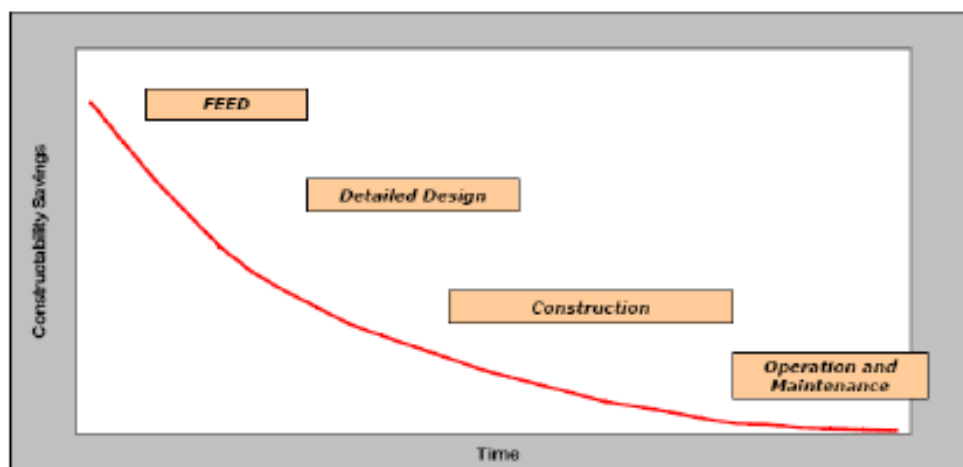 FEED
Detailed Design
Construction
Operation and
Maintenance
Constructability Savings
Time